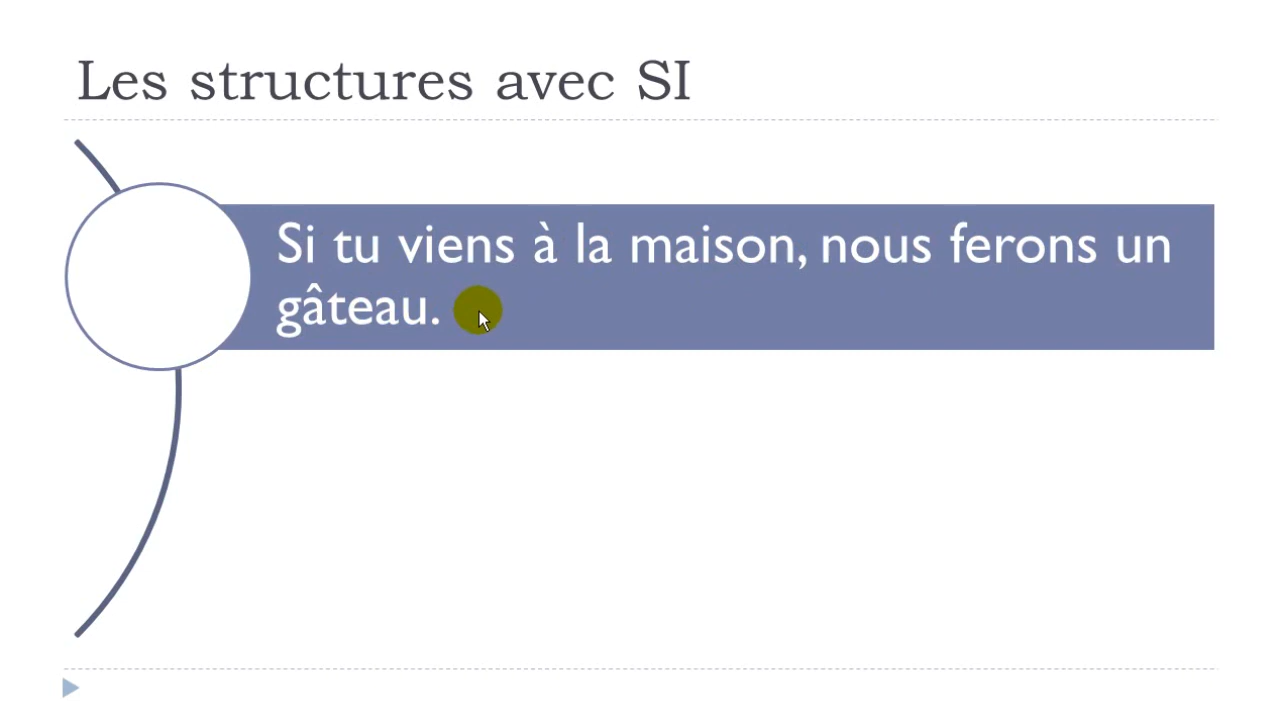 Les structures avec SI
Si tu viens à la maison, nous ferons un
gâteau.